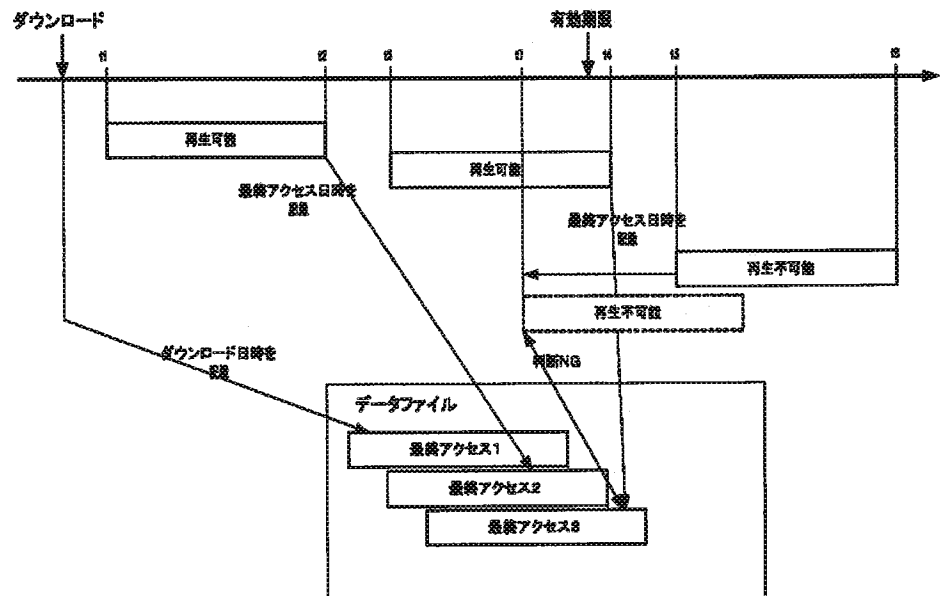 ダウンロード
有効期限
t1
t2
t3
t7
t4
t5
t6
再生可能
再生可能
最終アクセス日時を
記録
最終アクセス日時を
記録
再生不可能
再生不可能
ダウンロード日時を
記録
判断NG
データファイル
最終アクセス1
最終アクセス2
最終アクセス3